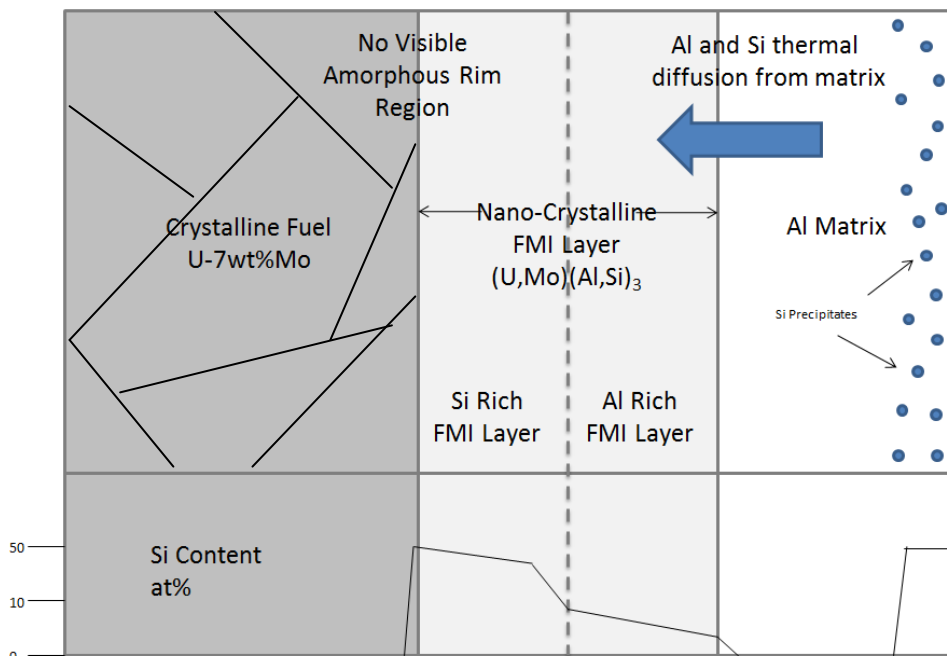 No Visible
Amorphous Rim
Region
Al and Si thermal
diffusion from matrix
Crystalline Fuel
U-7wt%Mo
Nano-Crystalline
FMI Layer
(U,Mo)(Al,Si)₃
Al Matrix
Si Precipitates
Si Rich
FMI Layer
Al Rich
FMI Layer
Si Content
at%
50
10
0